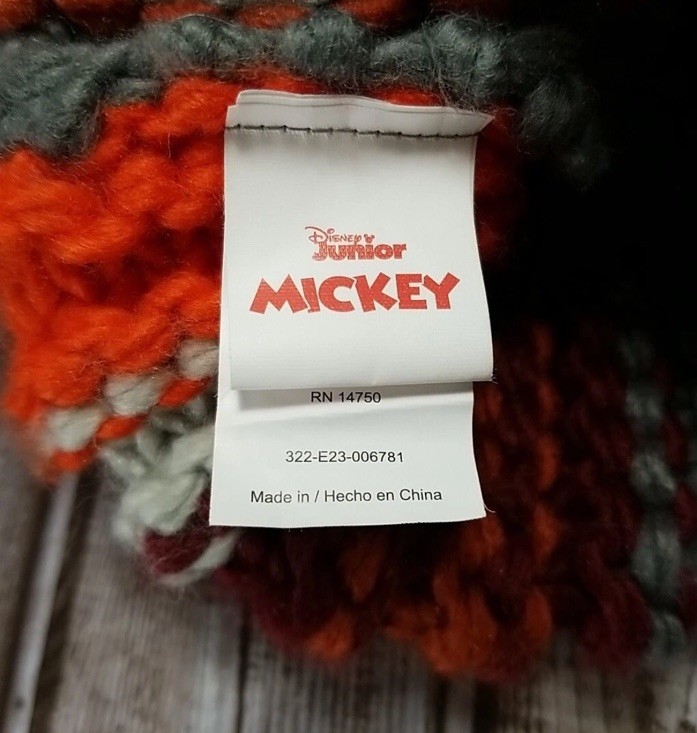 Disney
Junior
MICKEY
RN 14750
322-E23-006781
Made in / Hecho en China